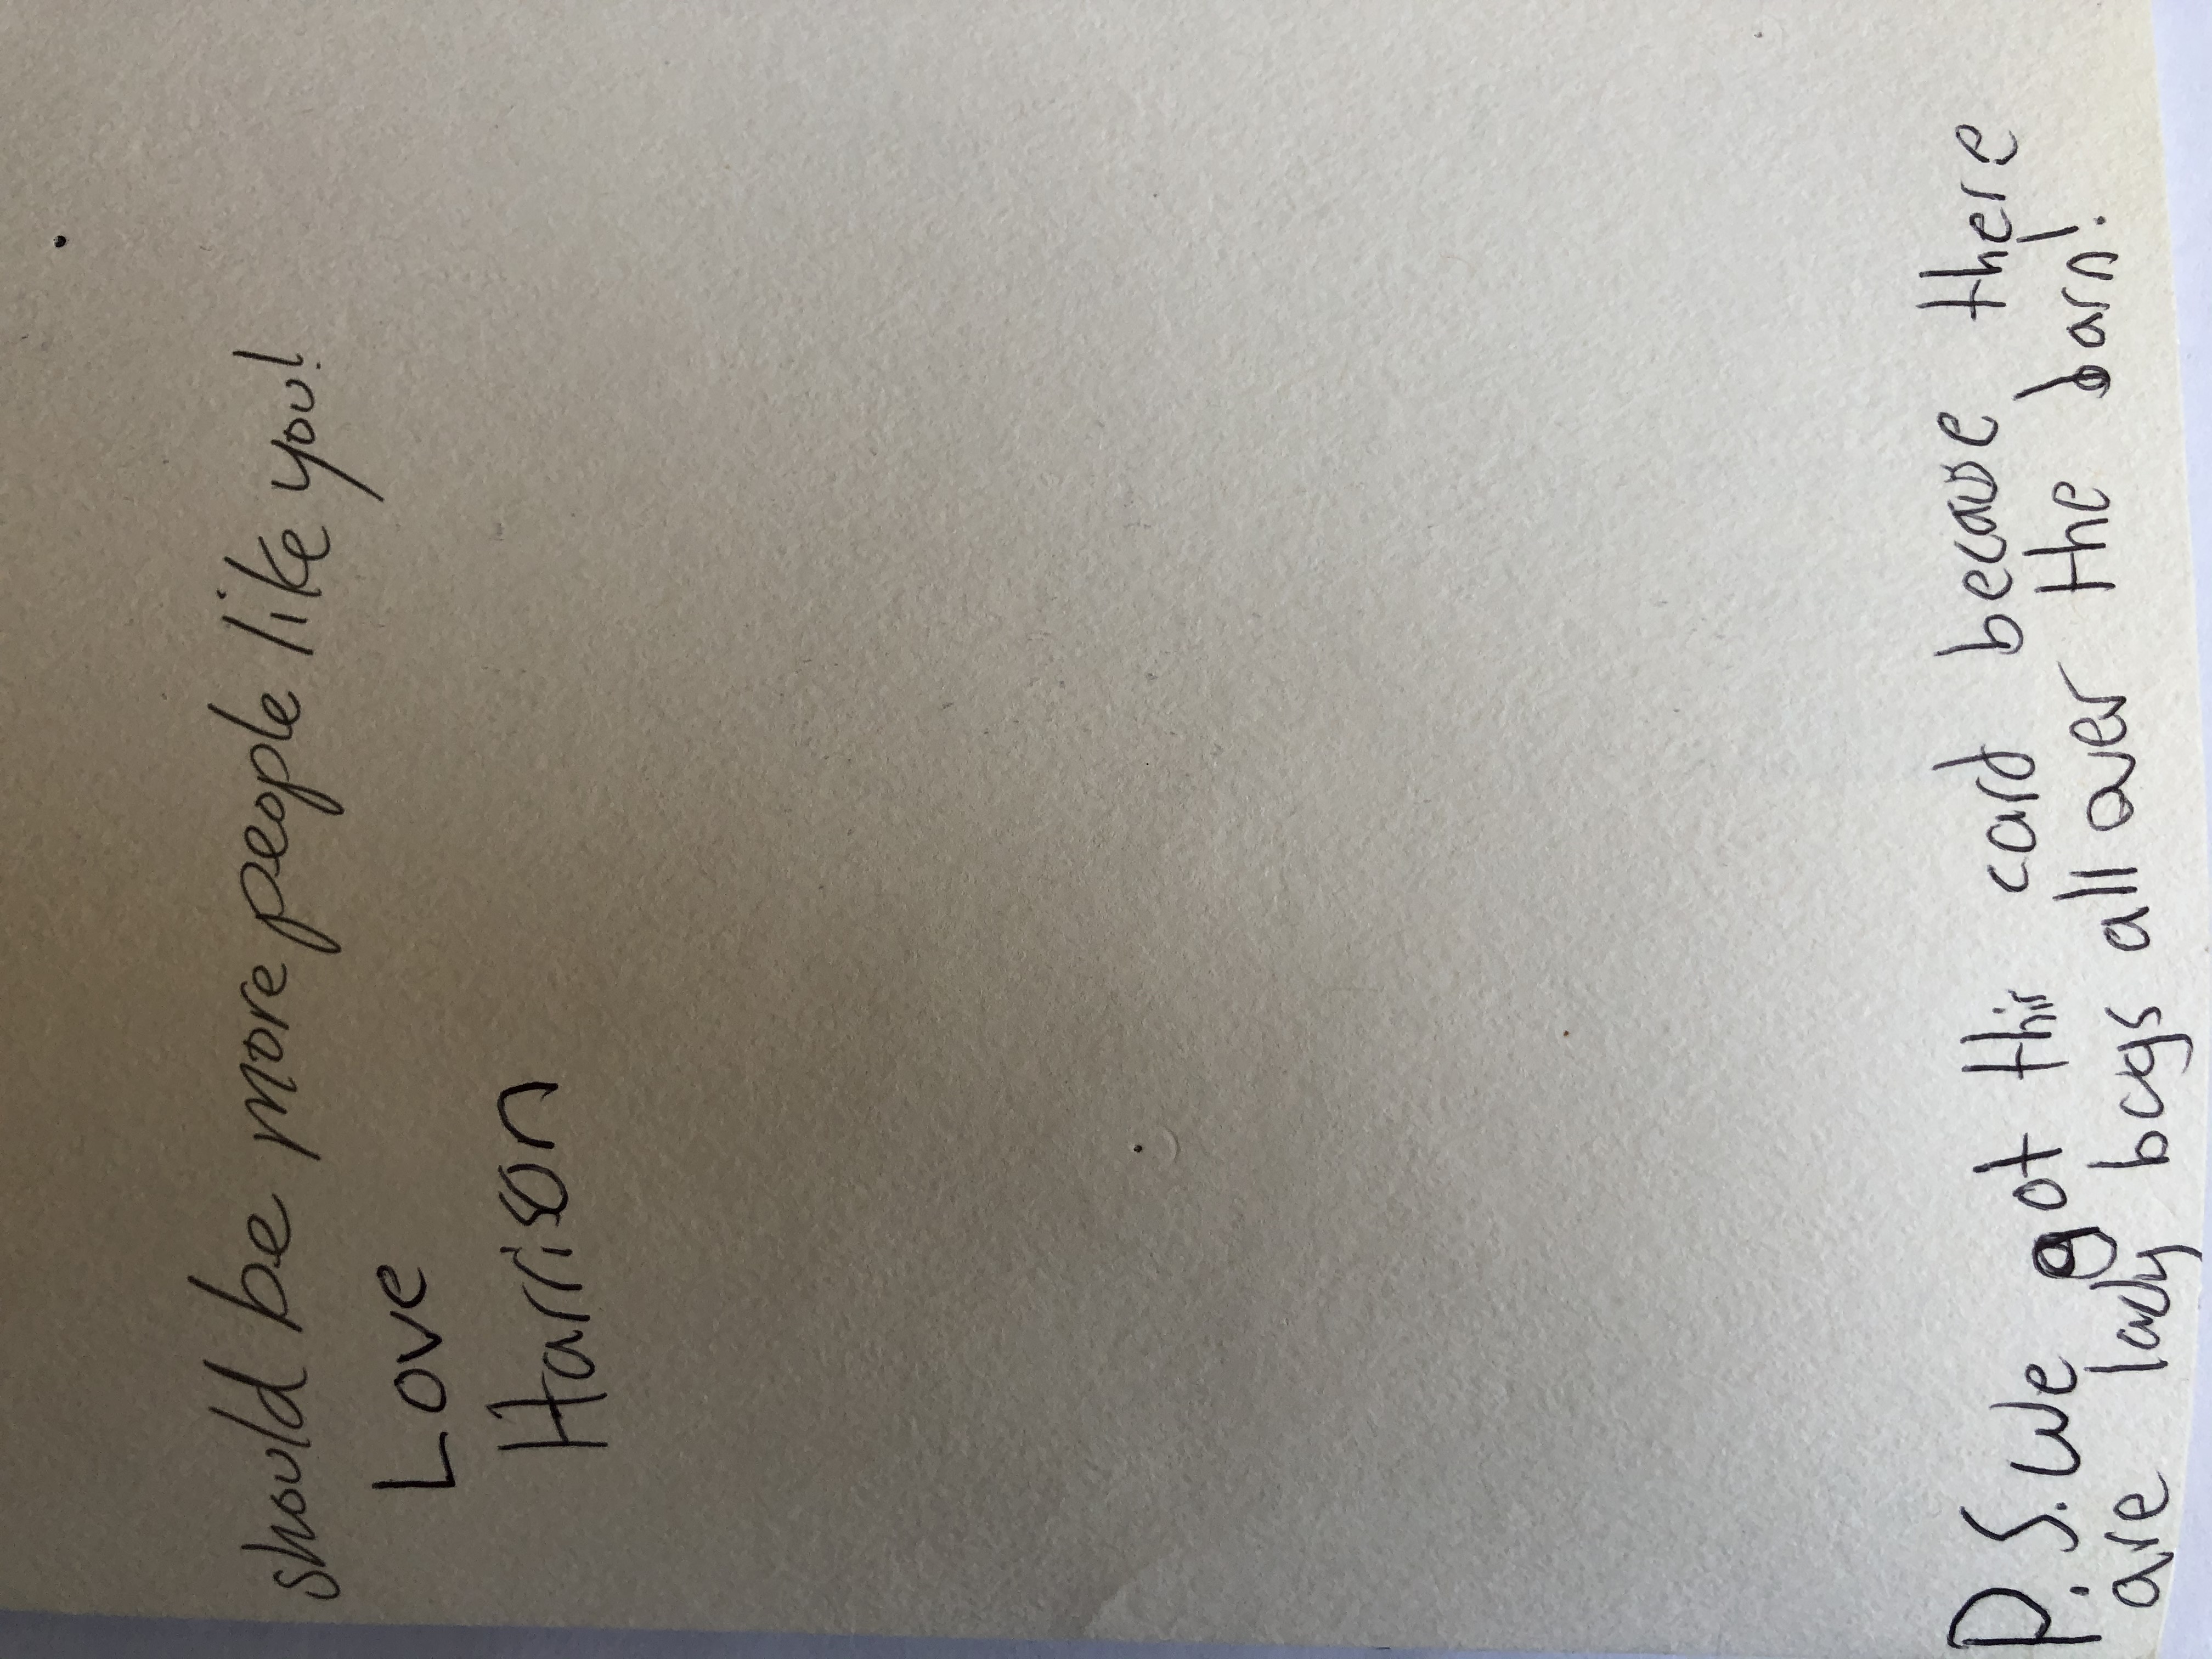 should be more people like you!
Love
Harrison
P.S. We got this card because there
are lady bugs all over the barn!